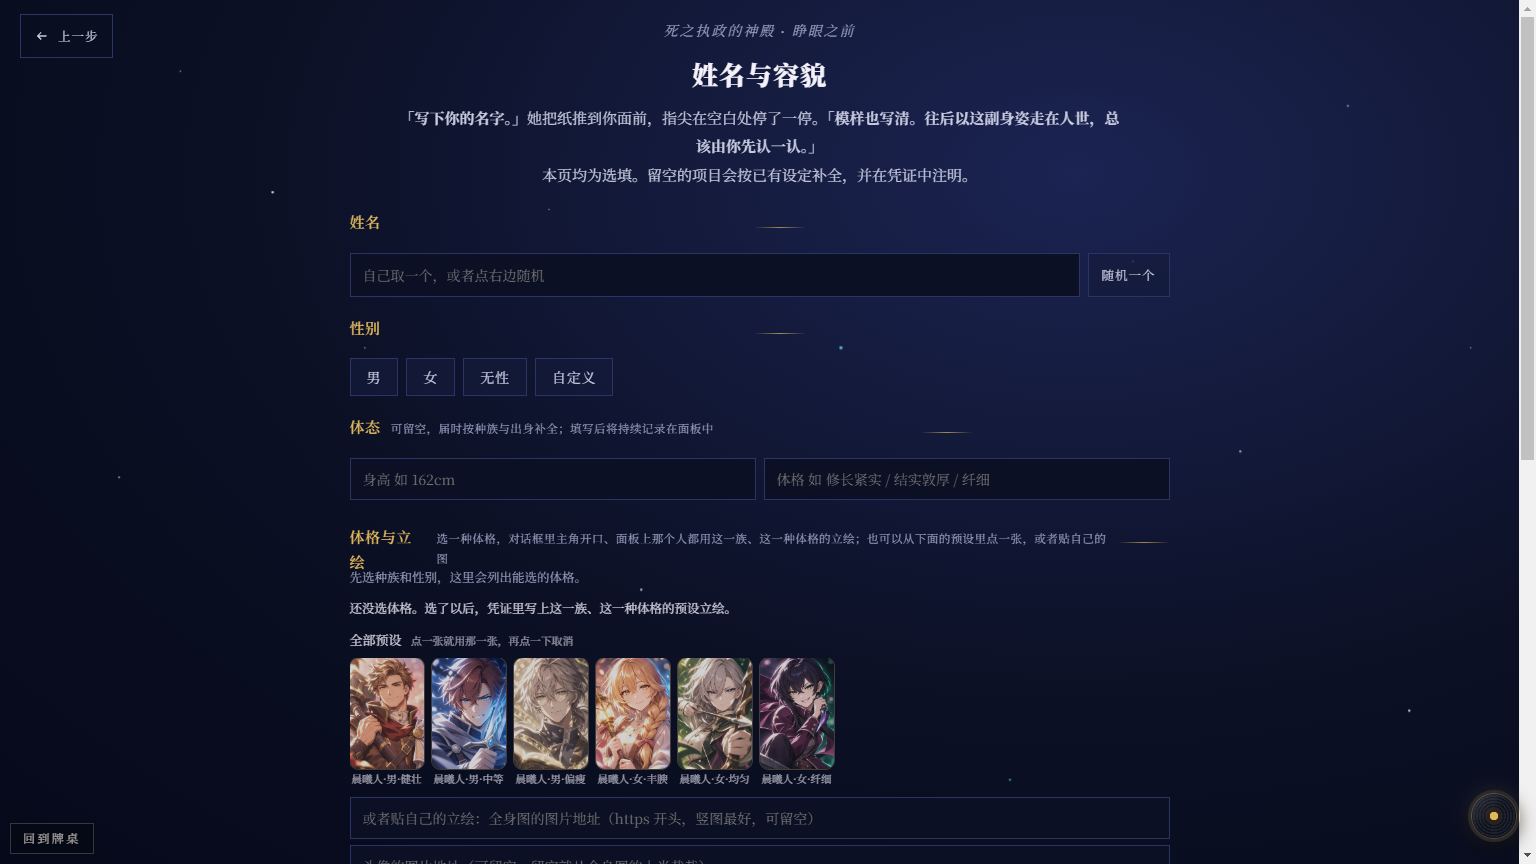 上一步
死之执政的神殿 · 睁眼之前
姓名与容貌
「写下你的名字。」她把纸推到你面前，指尖在空白处停了一停。「模样也写清。往后以这副身姿走在人世，总
该由你先认一认。」
本页均为选填。留空的项目会按已有设定补全，并在凭证中注明。
姓名
自己取一个，或者点右边随机
随机一个
性别
男
女
无性
自定义
体态 可留空，届时按种族与出身补全；填写后将持续记录在面板中
身高 如 162cm
体格 如 修长紧实 / 结实敦厚 / 纤细
体格与立
绘
选一种体格，对话框里主角开口、面板上那个人都用这一族、这一种体格的立绘；也可以从下面的预设里点一张，或者贴自己的
图
先选种族和性别，这里会列出能选的体格。
还没选体格。选了以后，凭证里写上这一族、这一种体格的预设立绘。
全部预设 点一张就用那一张，再点一下取消
晨曦人·男·健壮
晨曦人·男·中等
晨曦人·男·偏瘦
晨曦人·女·丰腴
晨曦人·女·均匀
晨曦人·女·纤细
或者贴自己的立绘：全身图的图片地址（https 开头，竖图最好，可留空）
回到牌桌